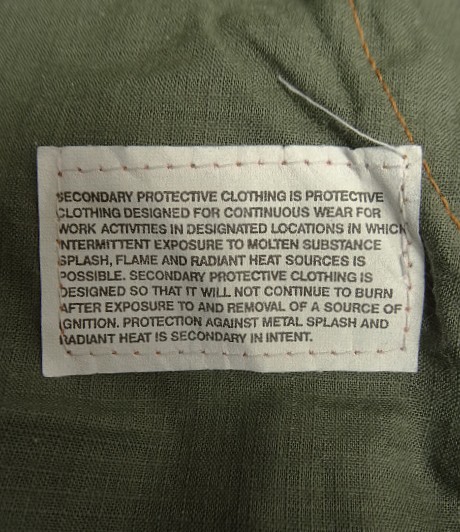 SECONDARY PROTECTIVE CLOTHING IS PROTECTIVE
CLOTHING DESIGNED FOR CONTINUOUS WEAR FOR
WORK ACTIVITIES IN DESIGNATED LOCATIONS IN WHICH
INTERMITTENT EXPOSURE TO MOLTEN SUBSTANCE
SPLASH, FLAME AND RADIANT HEAT SOURCES IS
POSSIBLE. SECONDARY PROTECTIVE CLOTHING IS
DESIGNED SO THAT IT WILL NOT CONTINUE TO BURN
AFTER EXPOSURE TO AND REMOVAL OF A SOURCE OF
IGNITION. PROTECTION AGAINST METAL SPLASH AND
RADIANT HEAT IS SECONDARY IN INTENT.